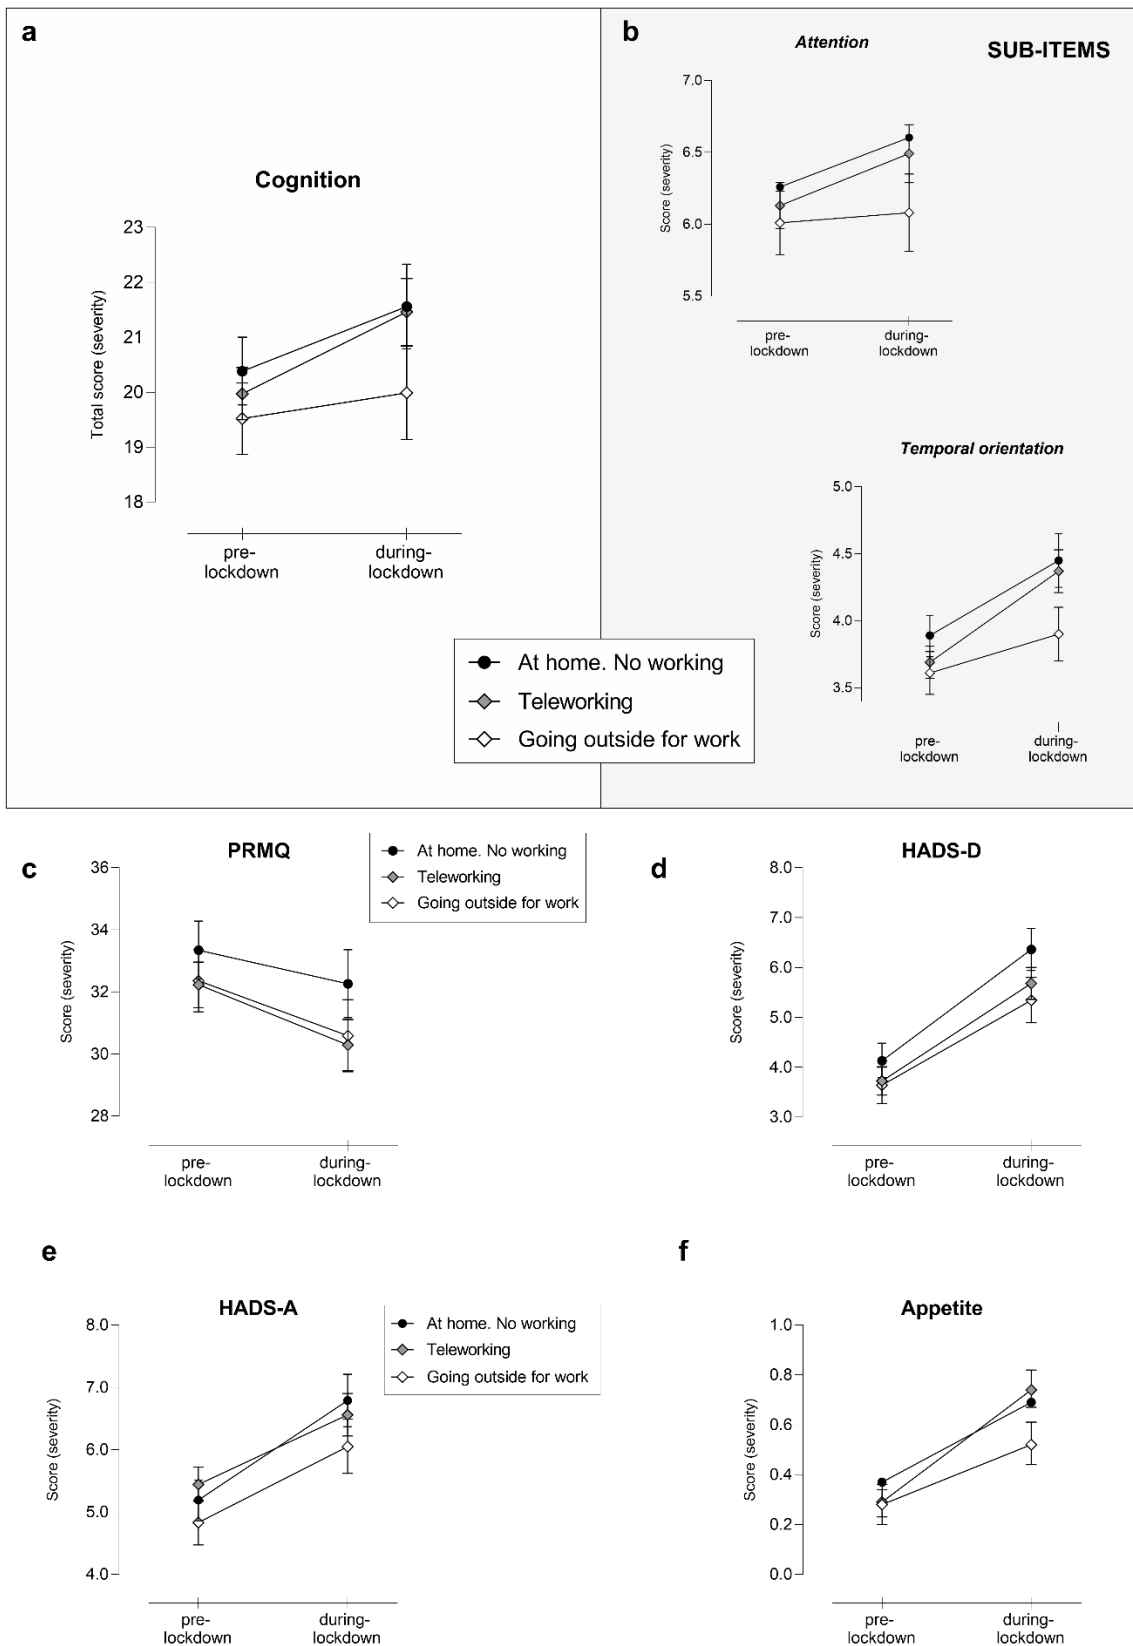 a
Cognition
Total score (severity)
23
22
21
20
19
18
pre-
lockdown
during-
lockdown
b
SUB-ITEMS
Attention
Score (severity)
7.0
6.5
6.0
5.5
pre-
lockdown
during-
lockdown
Temporal orientation
Score (severity)
5.0
4.5
4.0
3.5
pre-
lockdown
during-
lockdown
At home. No working
Teleworking
Going outside for work
c
PRMQ
Score (severity)
36
34
32
30
28
pre-
lockdown
during-
lockdown
At home. No working
Teleworking
Going outside for work
d
HADS-D
Score (severity)
8.0
7.0
6.0
5.0
4.0
3.0
pre-
lockdown
during-
lockdown
e
HADS-A
Score (severity)
8.0
7.0
6.0
5.0
4.0
pre-
lockdown
during-
lockdown
At home. No working
Teleworking
Going outside for work
f
Appetite
Score (severity)
1.0
0.8
0.6
0.4
0.2
0.0
pre-
lockdown
during-
lockdown